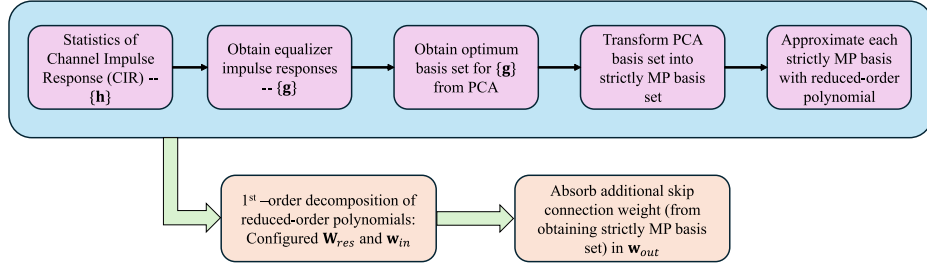 Statistics of
Channel Impulse
Response (CIR) --
{h}
Obtain equalizer
impulse responses
-- {g}
Obtain optimum
basis set for {g}
from PCA
Transform PCA
basis set into
strictly MP basis
set
Approximate each
strictly MP basis
with reduced-order
polynomial
1st –order decomposition of
reduced-order polynomials:
Configured W_res and w_in
Absorb additional skip
connection weight (from
obtaining strictly MP basis
set) in w_out